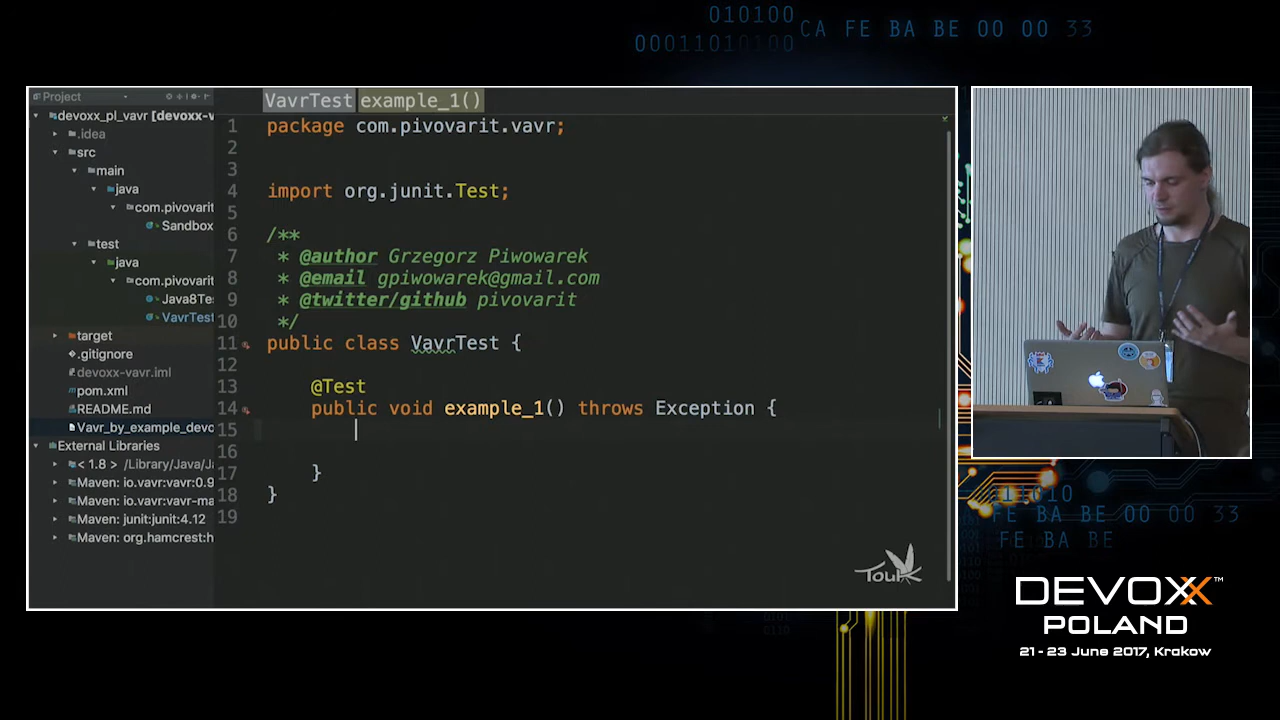 010100
00011010100
CA FE BA BE 00 00 33
Project
devoxx_pl_vavr [devoxx-v
.idea
src
main
java
com.pivovarit
Sandbox
test
java
com.pivovarit
Java8Tes
VavrTest
target
.gitignore
devoxx-vavr.iml
pom.xml
README.md
Vavr_by_example_devo
External Libraries
< 1.8 > /Library/Java/Ja
Maven: io.vavr:vavr:0.9
Maven: io.vavr:vavr-ma
Maven: junit:junit:4.12
Maven: org.hamcrest:h
VavrTest example_1()
1 package com.pivovarit.vavr;
2
3
4 import org.junit.Test;
5
6 /**
7 * @author Grzegorz Piwowarek
8 * @email gpiwowarek@gmail.com
9 * @twitter/github pivovarit
10 */
11 public class VavrTest {
12
13 @Test
14 public void example_1() throws Exception {
15
16
17 }
18 }
19
Touk
011010
FE BA BE 00 00 33
FE BA BE
DEVOXX™
POLAND
21 - 23 June 2017, Krakow